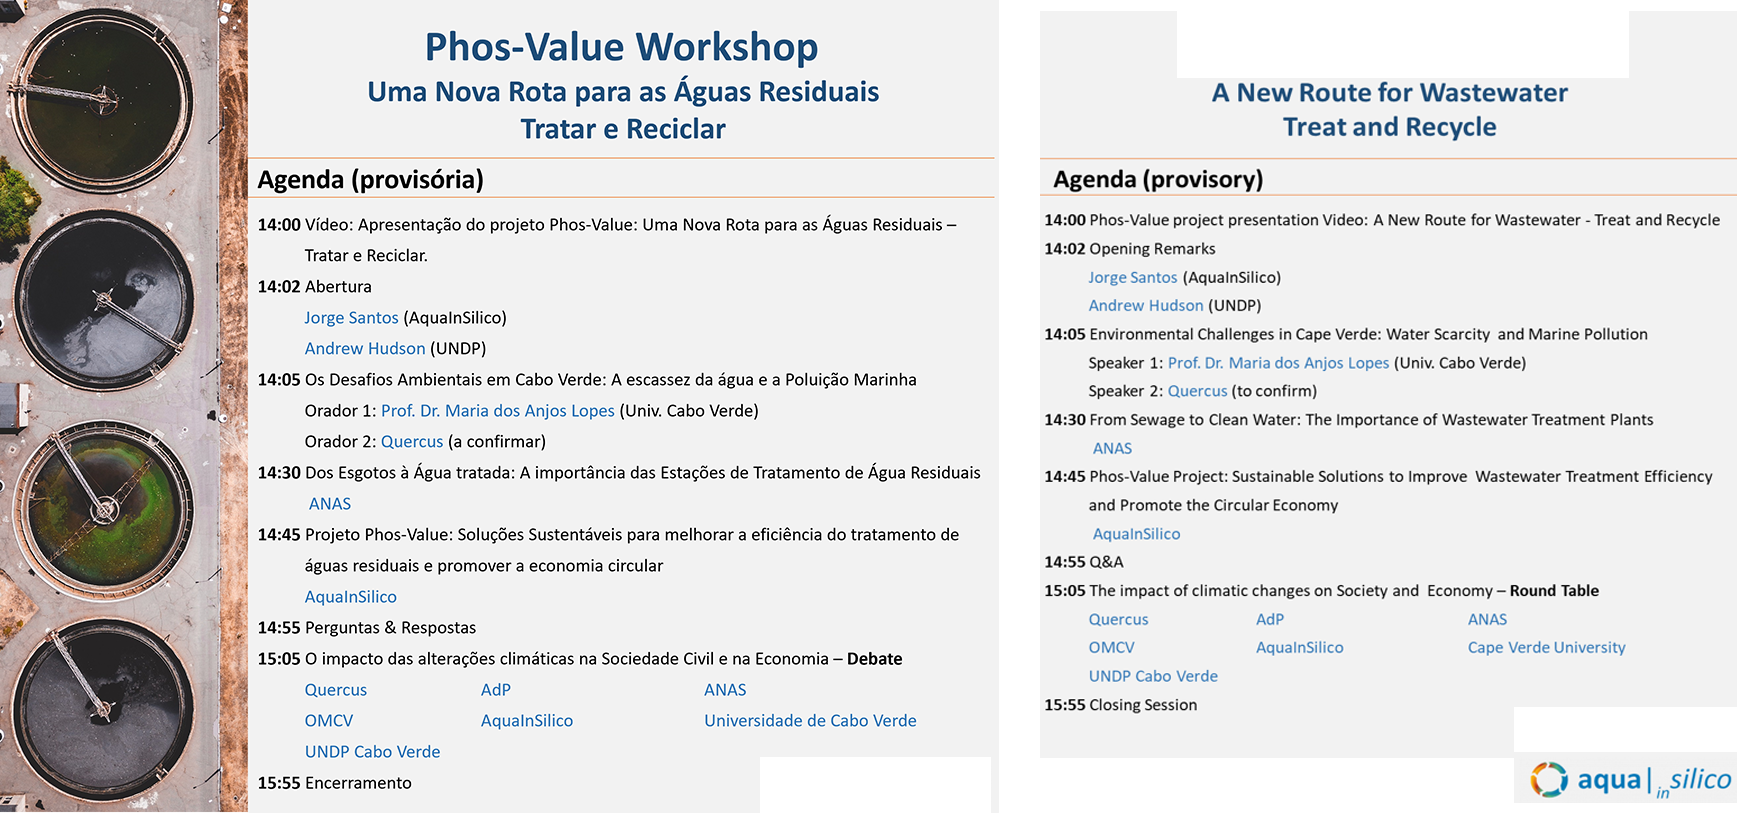 Phos-Value Workshop
Uma Nova Rota para as Águas Residuais
Tratar e Reciclar
Agenda (provisória)
14:00 Vídeo: Apresentação do projeto Phos-Value: Uma Nova Rota para as Águas Residuais –
Tratar e Reciclar.
14:02 Abertura
Jorge Santos (AquaInSilico)
Andrew Hudson (UNDP)
14:05 Os Desafios Ambientais em Cabo Verde: A escassez da água e a Poluição Marinha
Orador 1: Prof. Dr. Maria dos Anjos Lopes (Univ. Cabo Verde)
Orador 2: Quercus (a confirmar)
14:30 Dos Esgotos à Água tratada: A importância das Estações de Tratamento de Água Residuais
ANAS
14:45 Projeto Phos-Value: Soluções Sustentáveis para melhorar a eficiência do tratamento de
águas residuais e promover a economia circular
AquaInSilico
14:55 Perguntas & Respostas
15:05 O impacto das alterações climáticas na Sociedade Civil e na Economia – Debate
Quercus AdP ANAS
OMCV AquaInSilico Universidade de Cabo Verde
UNDP Cabo Verde
15:55 Encerramento
A New Route for Wastewater
Treat and Recycle
Agenda (provisory)
14:00 Phos-Value project presentation Video: A New Route for Wastewater - Treat and Recycle
14:02 Opening Remarks
Jorge Santos (AquaInSilico)
Andrew Hudson (UNDP)
14:05 Environmental Challenges in Cape Verde: Water Scarcity and Marine Pollution
Speaker 1: Prof. Dr. Maria dos Anjos Lopes (Univ. Cabo Verde)
Speaker 2: Quercus (to confirm)
14:30 From Sewage to Clean Water: The Importance of Wastewater Treatment Plants
ANAS
14:45 Phos-Value Project: Sustainable Solutions to Improve Wastewater Treatment Efficiency
and Promote the Circular Economy
AquaInSilico
14:55 Q&A
15:05 The impact of climatic changes on Society and Economy – Round Table
Quercus AdP ANAS
OMCV AquaInSilico Cape Verde University
UNDP Cabo Verde
15:55 Closing Session
aqua|in silico